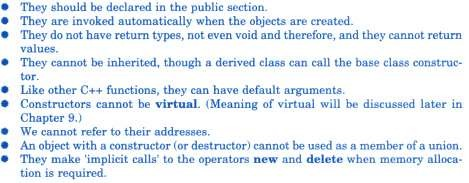 They should be declared in the public section.
They are invoked automatically when the objects are created.
They do not have return types, not even void and therefore, and they cannot return
values.
They cannot be inherited, though a derived class can call the base class construc-
tor.
Like other C++ functions, they can have default arguments.
Constructors cannot be virtual. (Meaning of virtual will be discussed later in
Chapter 9.)
We cannot refer to their addresses.
An object with a constructor (or destructor) cannot be used as a member of a union.
They make 'implicit calls' to the operators new and delete when memory alloca-
tion is required.